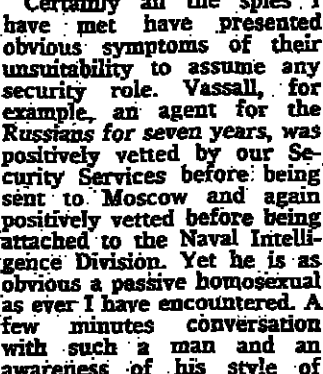 Certainly all the spies I
have met have presented
obvious symptoms of their
unsuitability to assume any
security role. Vassall, for
example, an agent for the
Russians for seven years, was
positively vetted by our Se-
curity Services before being
sent to Moscow and again
positively vetted before being
attached to the Naval Intelli-
gence Division. Yet he is as
obvious a passive homosexual
as ever I have encountered. A
few minutes conversation
with such a man and an
awareness of his style of